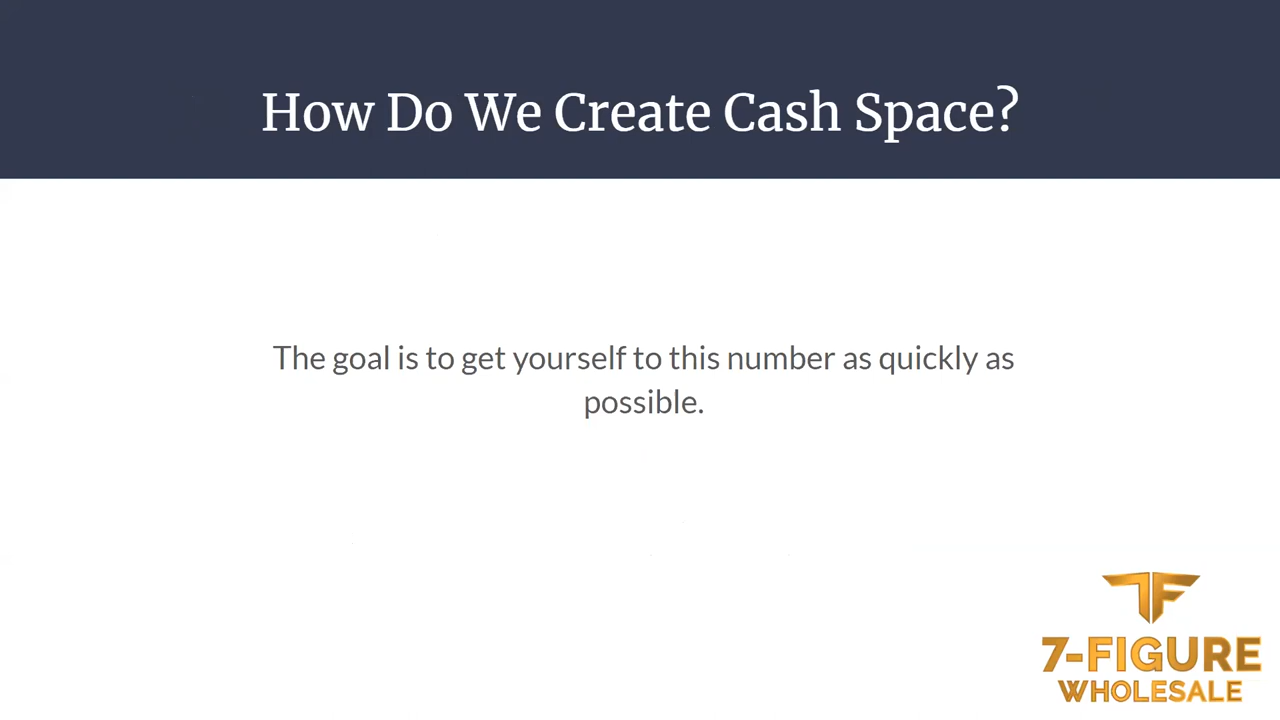 How Do We Create Cash Space?
The goal is to get yourself to this number as quickly as
possible.
7-FIGURE
WHOLESALE